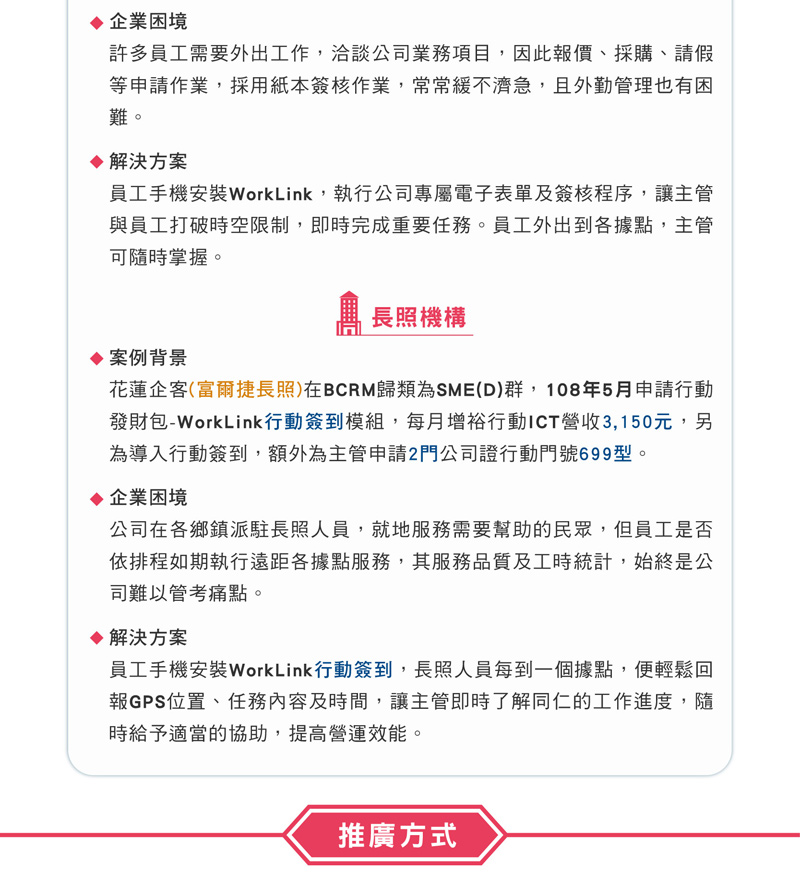 ◆ 企業困境
許多員工需要外出工作，洽談公司業務項目，因此報價、採購、請假
等申請作業，採用紙本簽核作業，常常緩不濟急，且外勤管理也有困
難。
◆ 解決方案
員工手機安裝WorkLink，執行公司專屬電子表單及簽核程序，讓主管
與員工打破時空限制，即時完成重要任務。員工外出到各據點，主管
可隨時掌握。
長照機構
◆ 案例背景
花蓮企客(富爾捷長照)在BCRM歸類為SME(D)群，108年5月申請行動
發財包-WorkLink行動簽到模組，每月增裕行動ICT營收3,150元，另
為導入行動簽到，額外為主管申請2門公司證行動門號699型。
◆ 企業困境
公司在各鄉鎮派駐長照人員，就地服務需要幫助的民眾，但員工是否
依排程如期執行遠距各據點服務，其服務品質及工時統計，始終是公
司難以管考痛點。
◆ 解決方案
員工手機安裝WorkLink行動簽到，長照人員每到一個據點，便輕鬆回
報GPS位置、任務內容及時間，讓主管即時了解同仁的工作進度，隨
時給予適當的協助，提高營運效能。
推廣方式